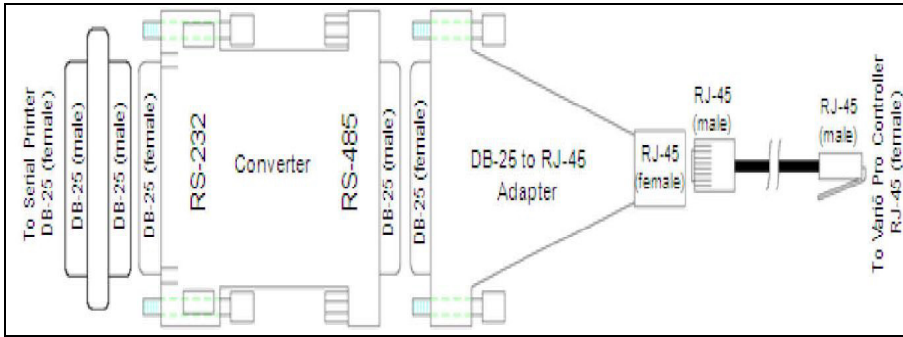 To Serial Printer
DB-25 (female)
DB-25 (male)
DB-25 (male)
DB-25 (female)
RS-232
Converter
RS-485
DB-25 (male)
DB-25 (female)
DB-25 to RJ-45
Adapter
RJ-45
(female)
RJ-45
(male)
RJ-45
(male)
To Vario Pro Controller
RJ-45 (female)